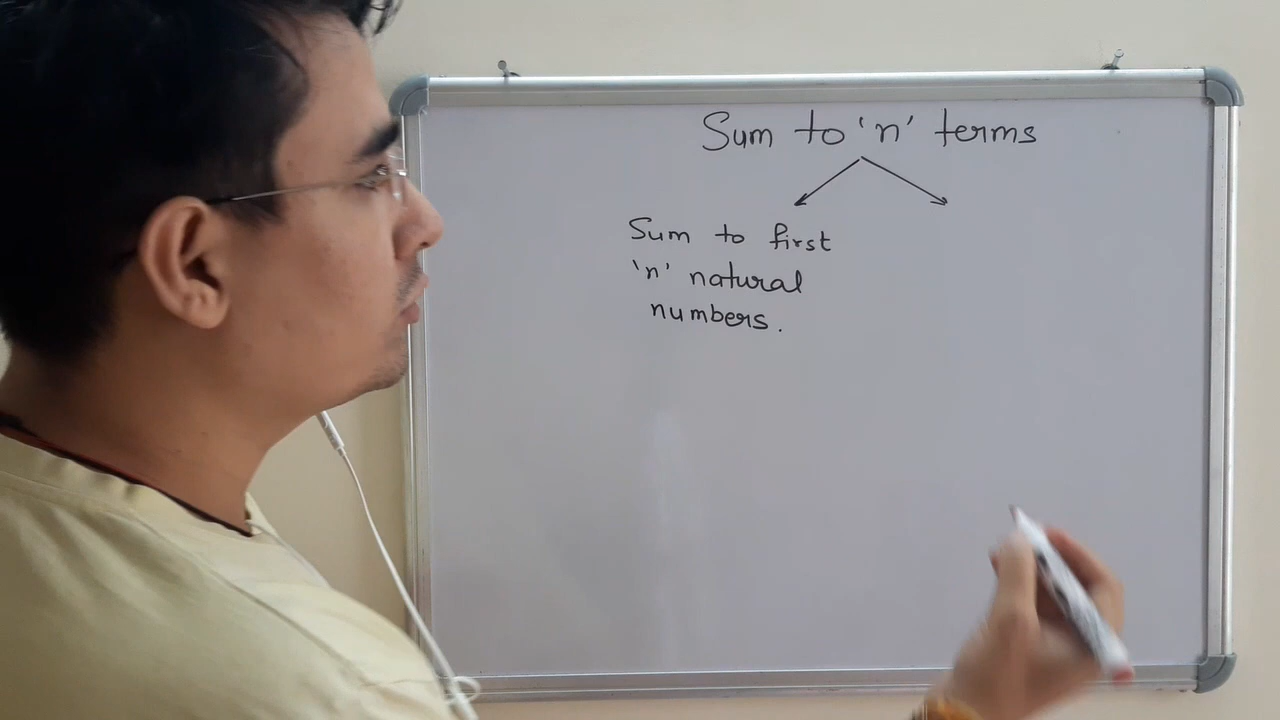 Sum to 'n' terms
Sum to first
'n' natural
numbers.